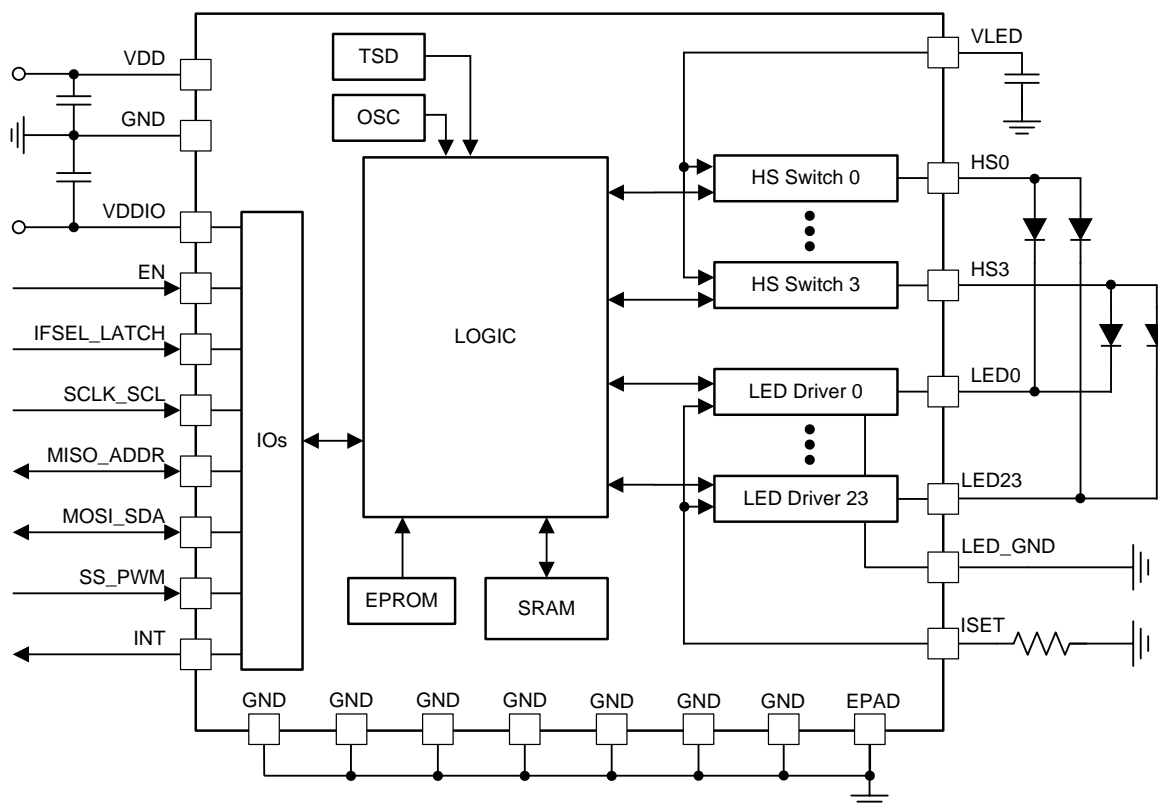 VDD
GND
VDDIO
EN
IFSEL_LATCH
SCLK_SCL
MISO_ADDR
MOSI_SDA
SS_PWM
INT
IOs
TSD
OSC
LOGIC
EPROM
SRAM
HS Switch 0
HS Switch 3
LED Driver 0
LED Driver 23
VLED
HS0
HS3
LED0
LED23
LED_GND
ISET
GND
GND
GND
GND
GND
GND
GND
EPAD